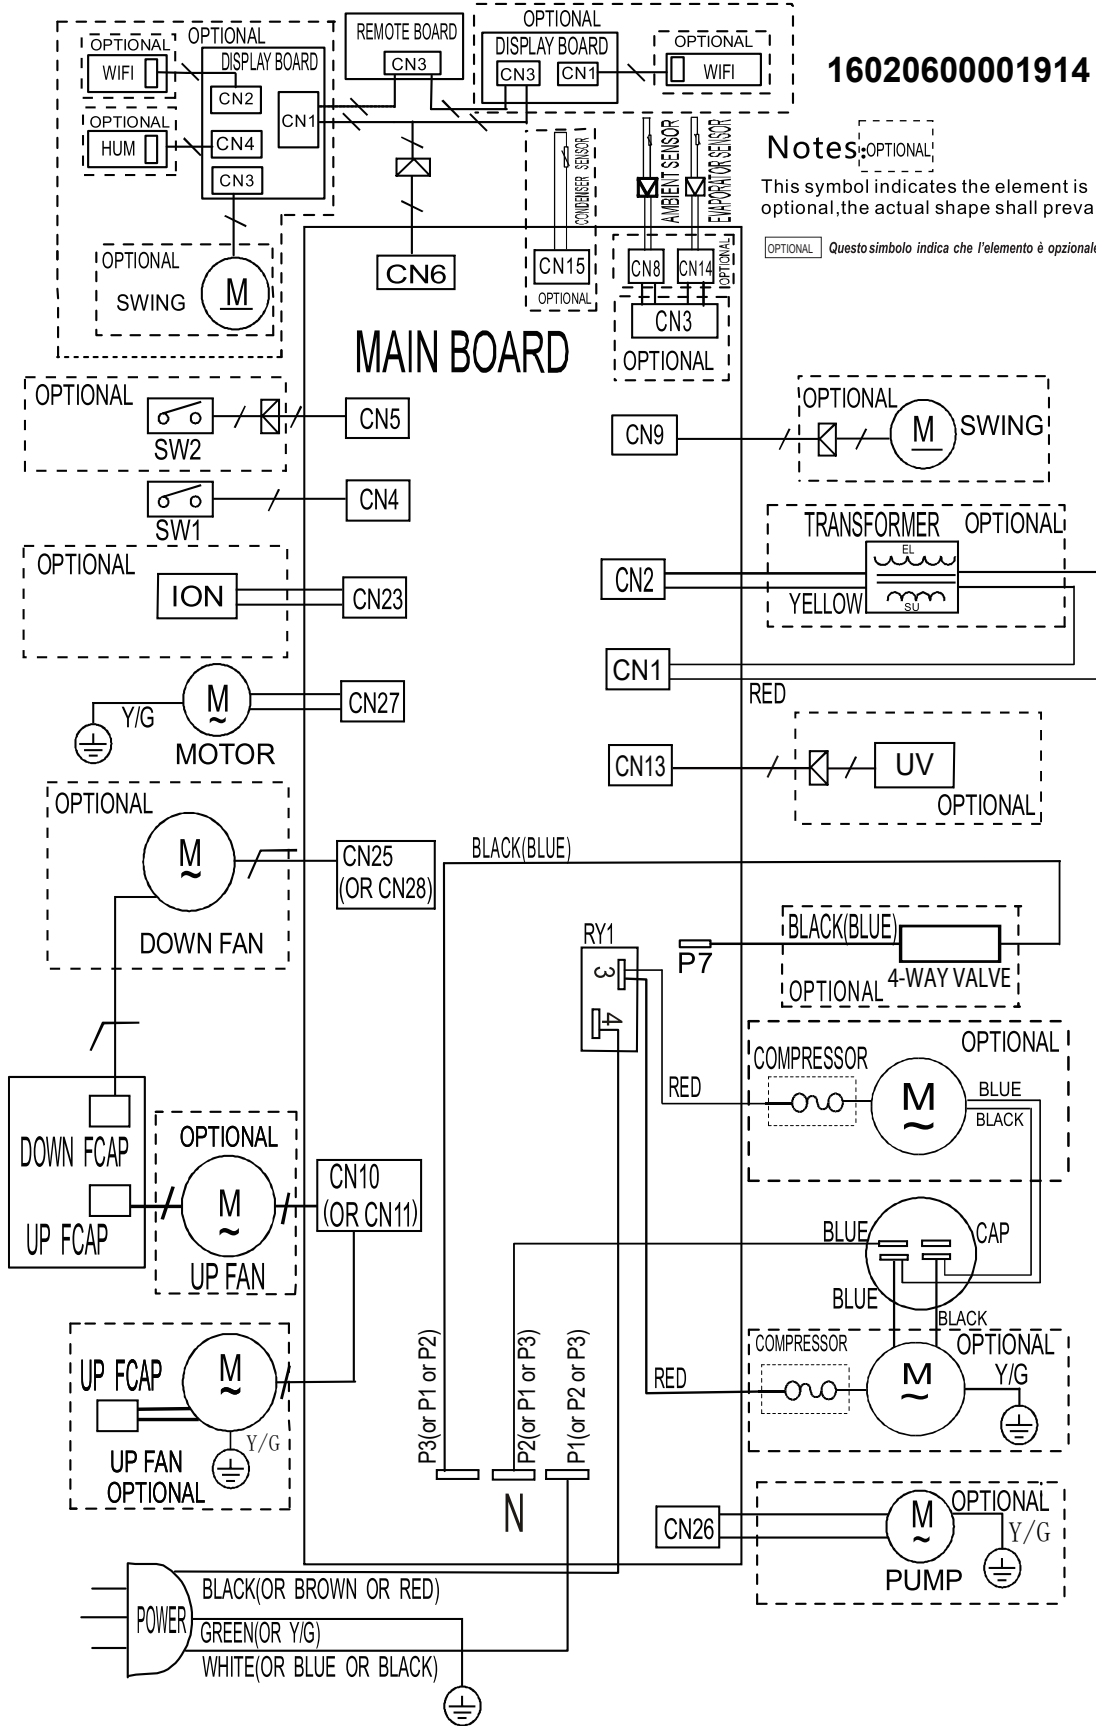 16020600001914
Notes:
OPTIONAL
This symbol indicates the element is
optional,the actual shape shall preva
OPTIONAL
Questo simbolo indica che l'elemento è opzionale
OPTIONAL
OPTIONAL
WIFI
DISPLAY BOARD
CN2
OPTIONAL
HUM
CN4
CN3
CN1
OPTIONAL
SWING
M
REMOTE BOARD
CN3
OPTIONAL
DISPLAY BOARD
CN3
CN1
OPTIONAL
WIFI
CN6
CONDENSER SENSOR
CN15
OPTIONAL
AMBIENT SENSOR
EVAPORATOR SENSOR
CN8
CN14
OPTIONAL
CN3
OPTIONAL
MAIN BOARD
OPTIONAL
SW2
CN5
SW1
CN4
OPTIONAL
ION
CN23
M
~
Y/G
MOTOR
CN27
CN9
OPTIONAL
M
SWING
TRANSFORMER
OPTIONAL
EL
SU
CN2
YELLOW
CN1
RED
CN13
UV
OPTIONAL
OPTIONAL
M
~
DOWN FAN
CN25
(OR CN28)
BLACK(BLUE)
RY1
3
4
P7
BLACK(BLUE)
4-WAY VALVE
OPTIONAL
OPTIONAL
COMPRESSOR
RED
M
~
BLUE
BLACK
DOWN FCAP
UP FCAP
OPTIONAL
M
~
UP FAN
CN10
(OR CN11)
BLUE
CAP
BLUE
BLACK
COMPRESSOR
OPTIONAL
RED
M
~
Y/G
UP FCAP
M
~
Y/G
UP FAN
OPTIONAL
P3(or P1 or P2)
P2(or P1 or P3)
P1(or P2 or P3)
N
CN26
OPTIONAL
M
~
Y/G
PUMP
POWER
BLACK(OR BROWN OR RED)
GREEN(OR Y/G)
WHITE(OR BLUE OR BLACK)